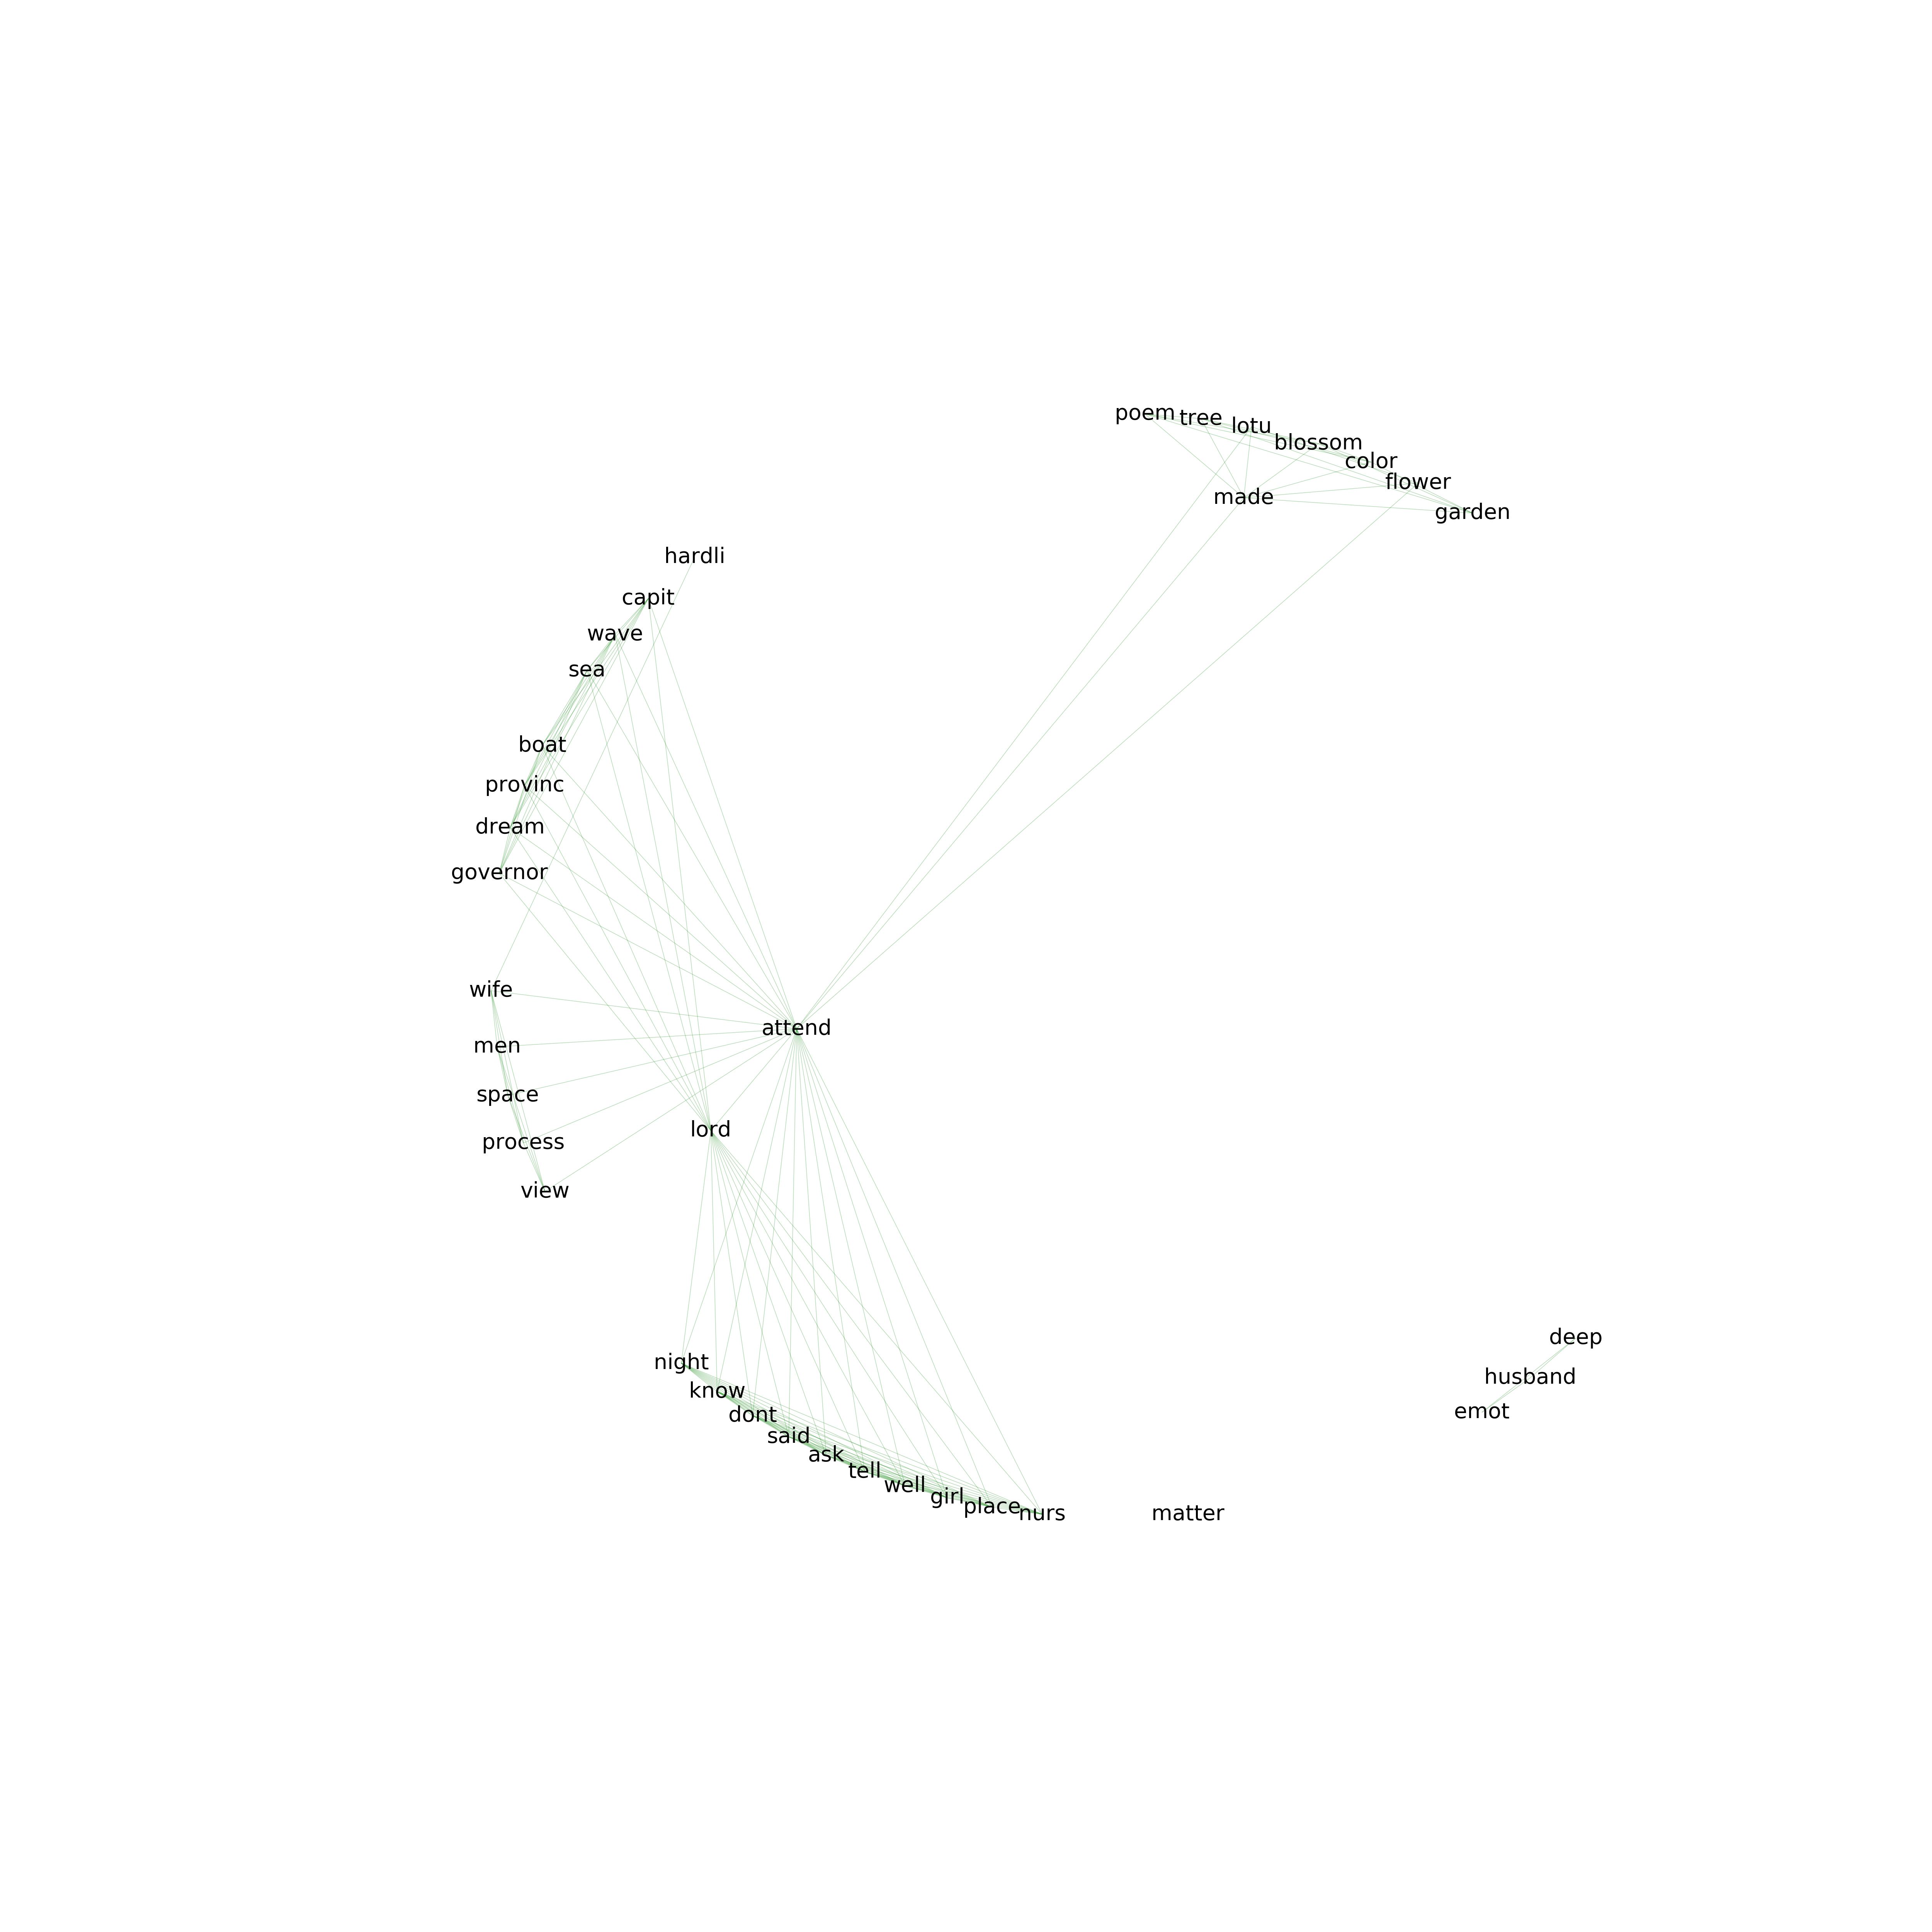 poem
tree
lotu
blossom
color
flower
made
garden
hardli
capit
wave
sea
boat
provinc
dream
governor
wife
attend
men
space
lord
process
view
deep
night
husband
know
emot
dont
said
ask
tell
well
girl
place
nurs
matter